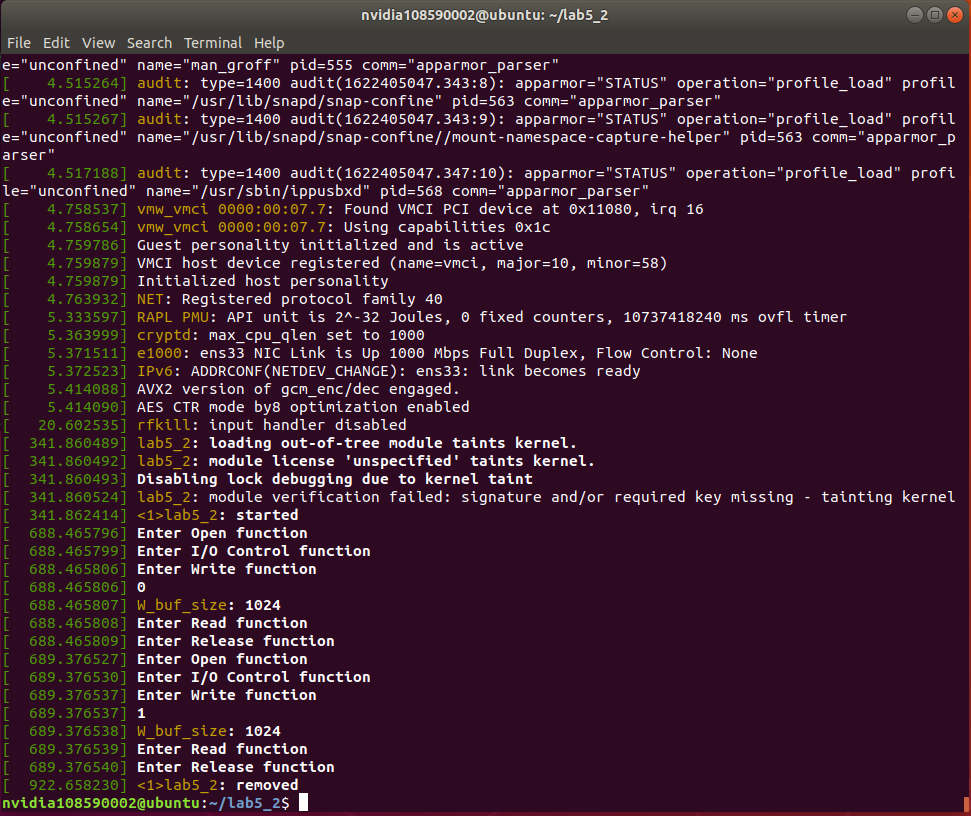 nvidia108590002@ubuntu: ~/lab5_2
File Edit View Search Terminal Help
e="unconfined" name="man_groff" pid=555 comm="apparmor_parser"
[    4.515264] audit: type=1400 audit(1622405047.343:8): apparmor="STATUS" operation="profile_load" profil
e="unconfined" name="/usr/lib/snapd/snap-confine" pid=563 comm="apparmor_parser"
[    4.515267] audit: type=1400 audit(1622405047.343:9): apparmor="STATUS" operation="profile_load" profil
e="unconfined" name="/usr/lib/snapd/snap-confine//mount-namespace-capture-helper" pid=563 comm="apparmor_p
arser"
[    4.517188] audit: type=1400 audit(1622405047.347:10): apparmor="STATUS" operation="profile_load" profi
le="unconfined" name="/usr/sbin/ippusbxd" pid=568 comm="apparmor_parser"
[    4.758537] vmw_vmci 0000:00:07.7: Found VMCI PCI device at 0x11080, irq 16
[    4.758654] vmw_vmci 0000:00:07.7: Using capabilities 0x1c
[    4.759786] Guest personality initialized and is active
[    4.759879] VMCI host device registered (name=vmci, major=10, minor=58)
[    4.759879] Initialized host personality
[    4.763932] NET: Registered protocol family 40
[    5.333597] RAPL PMU: API unit is 2^-32 Joules, 0 fixed counters, 10737418240 ms ovfl timer
[    5.363999] cryptd: max_cpu_qlen set to 1000
[    5.371511] e1000: ens33 NIC Link is Up 1000 Mbps Full Duplex, Flow Control: None
[    5.372523] IPv6: ADDRCONF(NETDEV_CHANGE): ens33: link becomes ready
[    5.414088] AVX2 version of gcm_enc/dec engaged.
[    5.414090] AES CTR mode by8 optimization enabled
[   20.602535] rfkill: input handler disabled
[  341.860489] lab5_2: loading out-of-tree module taints kernel.
[  341.860492] lab5_2: module license 'unspecified' taints kernel.
[  341.860493] Disabling lock debugging due to kernel taint
[  341.860524] lab5_2: module verification failed: signature and/or required key missing - tainting kernel
[  341.862414] <1>lab5_2: started
[  688.465796] Enter Open function
[  688.465799] Enter I/O Control function
[  688.465806] Enter Write function
[  688.465806] 0
[  688.465807] W_buf_size: 1024
[  688.465808] Enter Read function
[  688.465809] Enter Release function
[  689.376527] Enter Open function
[  689.376530] Enter I/O Control function
[  689.376537] Enter Write function
[  689.376537] 1
[  689.376538] W_buf_size: 1024
[  689.376539] Enter Read function
[  689.376540] Enter Release function
[  922.658230] <1>lab5_2: removed
nvidia108590002@ubuntu:~/lab5_2$